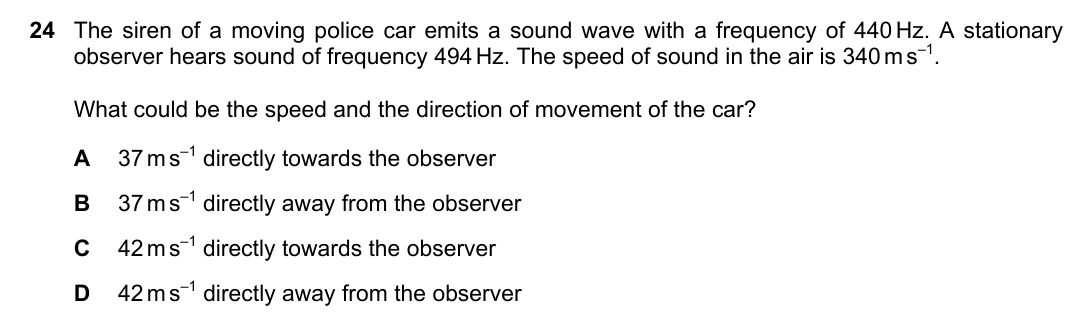 24 The siren of a moving police car emits a sound wave with a frequency of 440 Hz. A stationary
observer hears sound of frequency 494 Hz. The speed of sound in the air is 340 m s⁻¹.
What could be the speed and the direction of movement of the car?
A 37 m s⁻¹ directly towards the observer
B 37 m s⁻¹ directly away from the observer
C 42 m s⁻¹ directly towards the observer
D 42 m s⁻¹ directly away from the observer